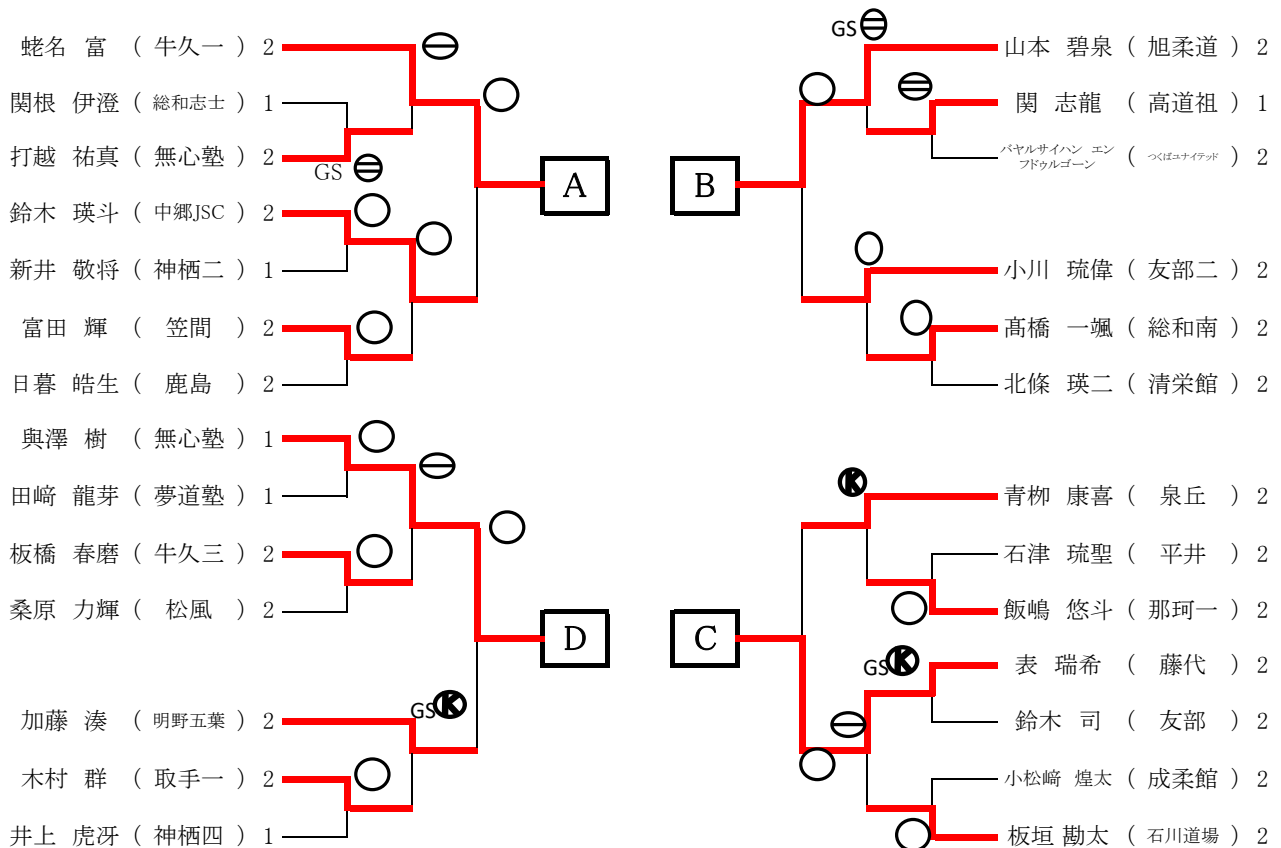 蛯名 富 （ 牛久一 ） 2
関根 伊澄 （ 総和志士 ） 1
打越 祐真 （ 無心塾 ） 2
GS
鈴木 瑛斗 （ 中郷JSC ） 2
新井 敬将 （ 神栖二 ） 1
富田 輝 （ 笠間 ） 2
日暮 皓生 （ 鹿島 ） 2
A
與澤 樹 （ 無心塾 ） 1
田﨑 龍芽 （ 夢道塾 ） 1
板橋 春磨 （ 牛久三 ） 2
桑原 力輝 （ 松風 ） 2
D
GS K
加藤 湊 （ 明野五葉 ） 2
木村 群 （ 取手一 ） 2
井上 虎冴 （ 神栖四 ） 1
GS
山本 碧泉 （ 旭柔道 ） 2
関 志龍 （ 高道祖 ） 1
バヤルサイハン エン
フドゥルゴーン （ つくばユナイテッド ） 2
B
小川 琉偉 （ 友部二 ） 2
髙橋 一颯 （ 総和南 ） 2
北條 瑛二 （ 清栄館 ） 2
K
青栁 康喜 （ 泉丘 ） 2
石津 琉聖 （ 平井 ） 2
飯嶋 悠斗 （ 那珂一 ） 2
C
GS K
表 瑞希 （ 藤代 ） 2
鈴木 司 （ 友部 ） 2
小松﨑 煌太 （ 成柔館 ） 2
板垣 勘太 （ 石川道場 ） 2